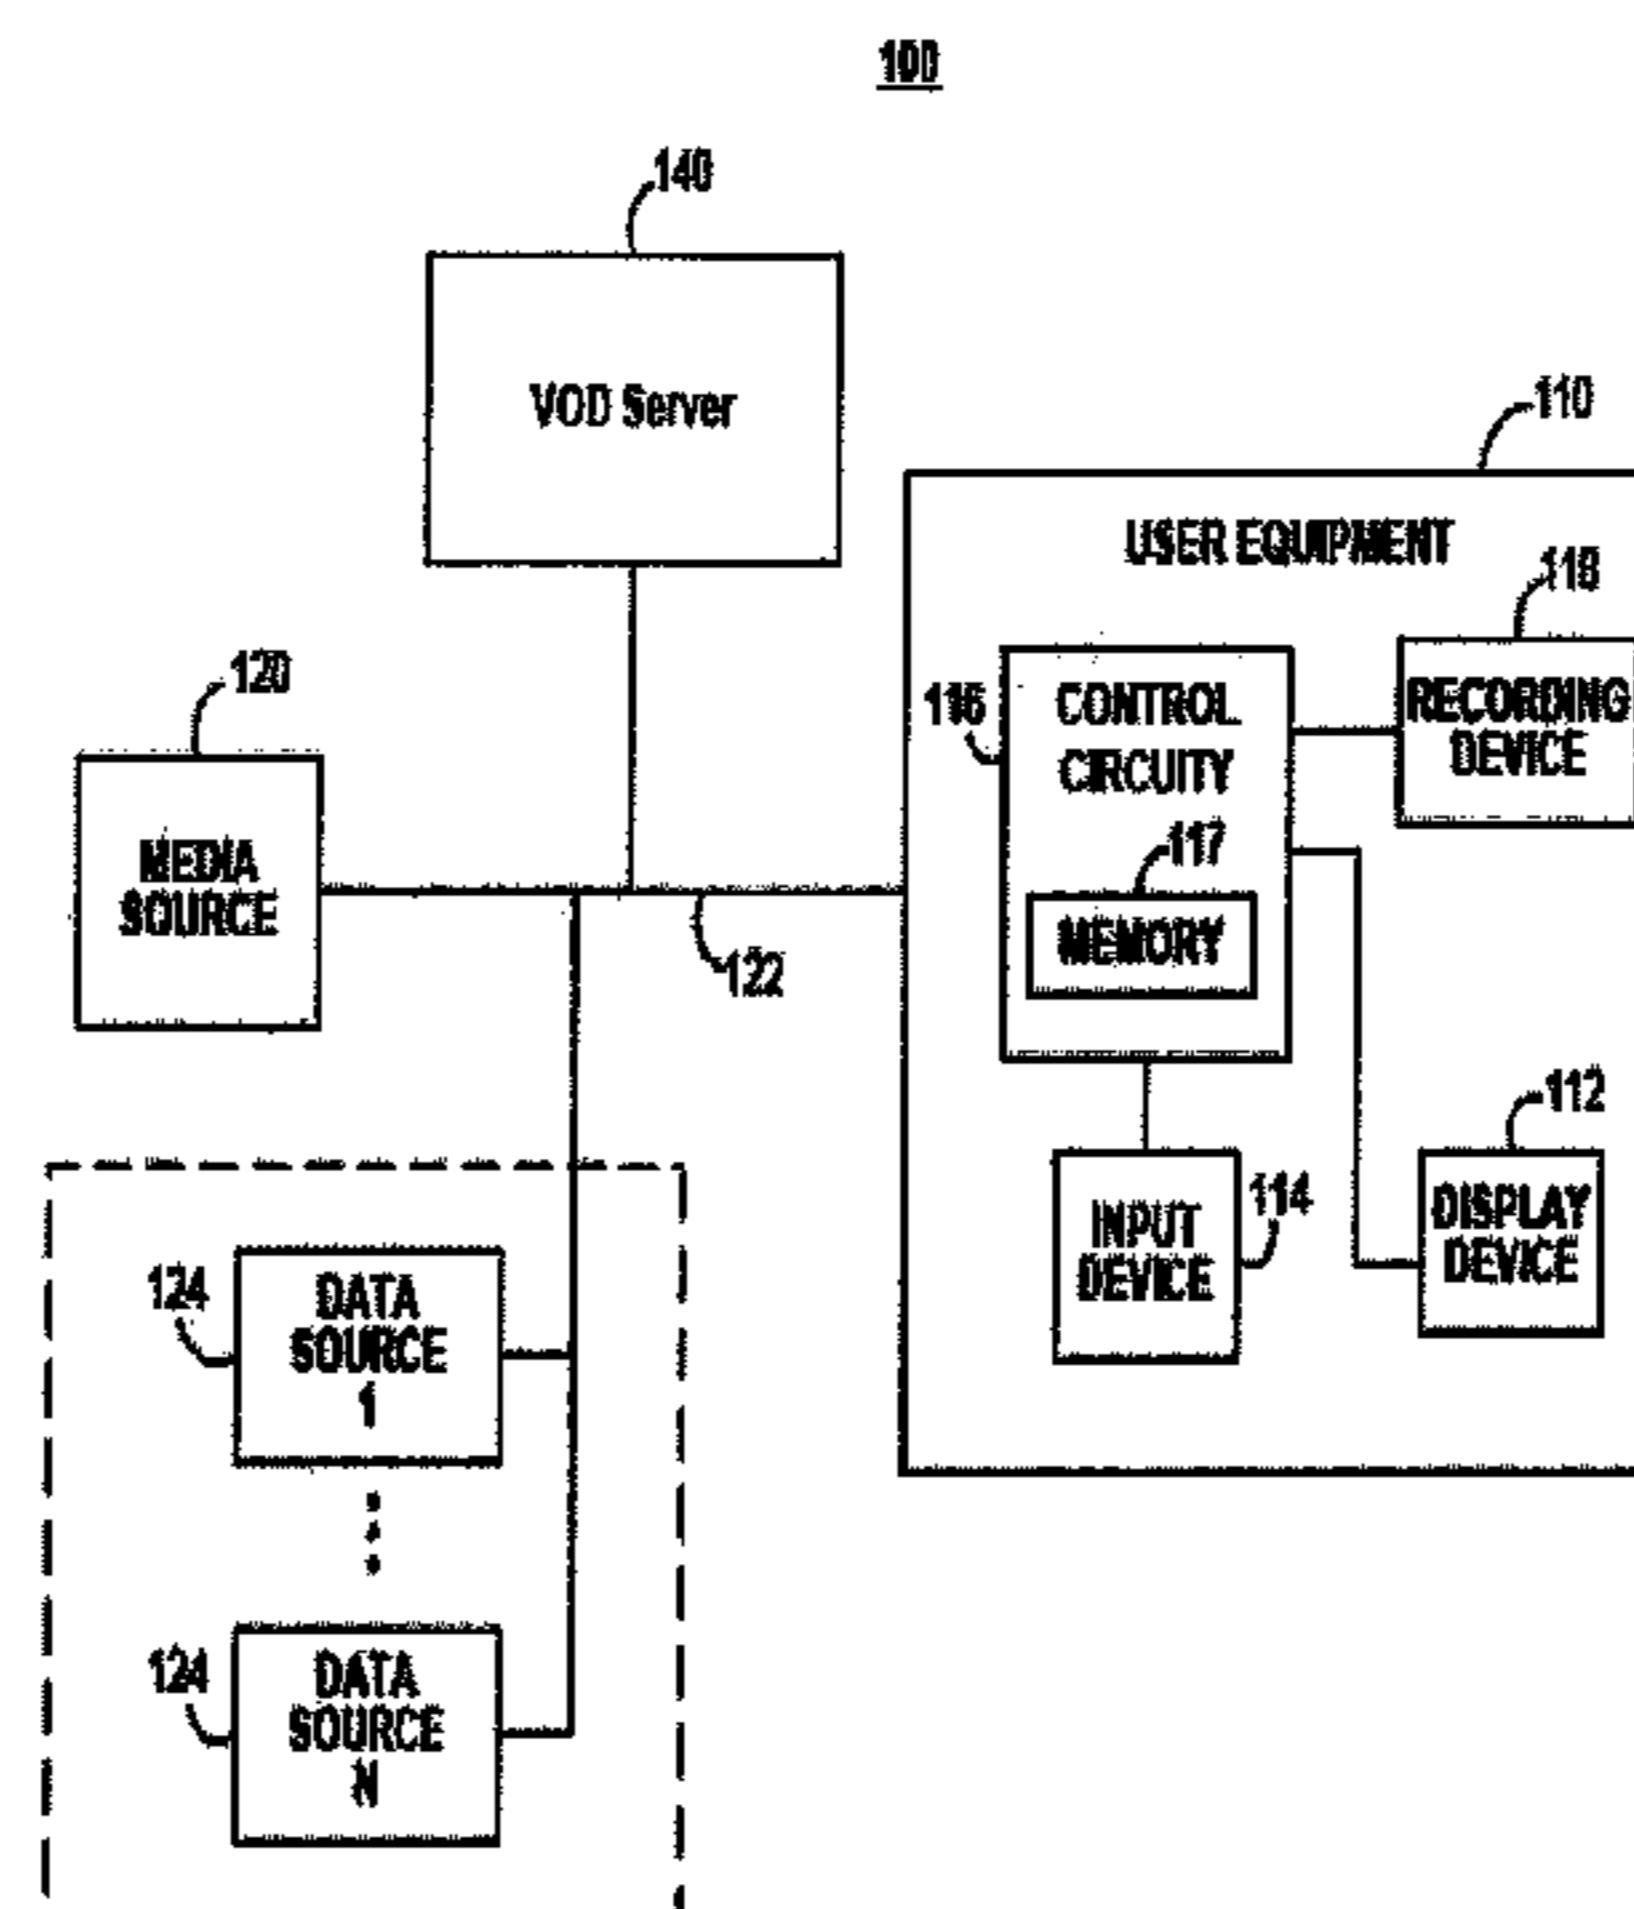 100
140
VOD Server
110
USER EQUIPMENT
118
120
116
CONTROL
CIRCUITY
RECORDING
DEVICE
117
MEMORY
MEDIA
SOURCE
122
112
INPUT
DEVICE
114
DISPLAY
DEVICE
124
DATA
SOURCE
1
124
DATA
SOURCE
N